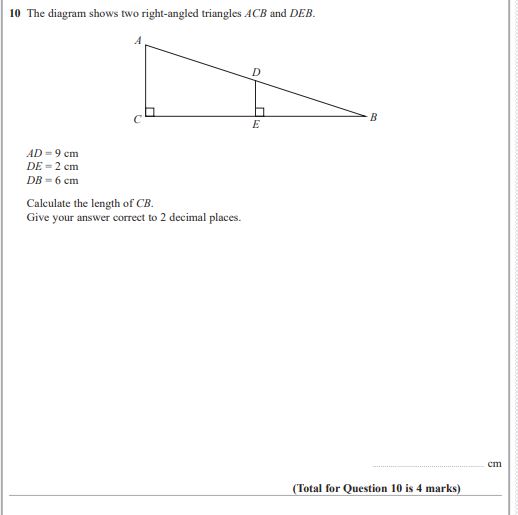 10 The diagram shows two right-angled triangles ACB and DEB.
A
D
C
E
B
AD = 9 cm
DE = 2 cm
DB = 6 cm
Calculate the length of CB.
Give your answer correct to 2 decimal places.
cm
(Total for Question 10 is 4 marks)